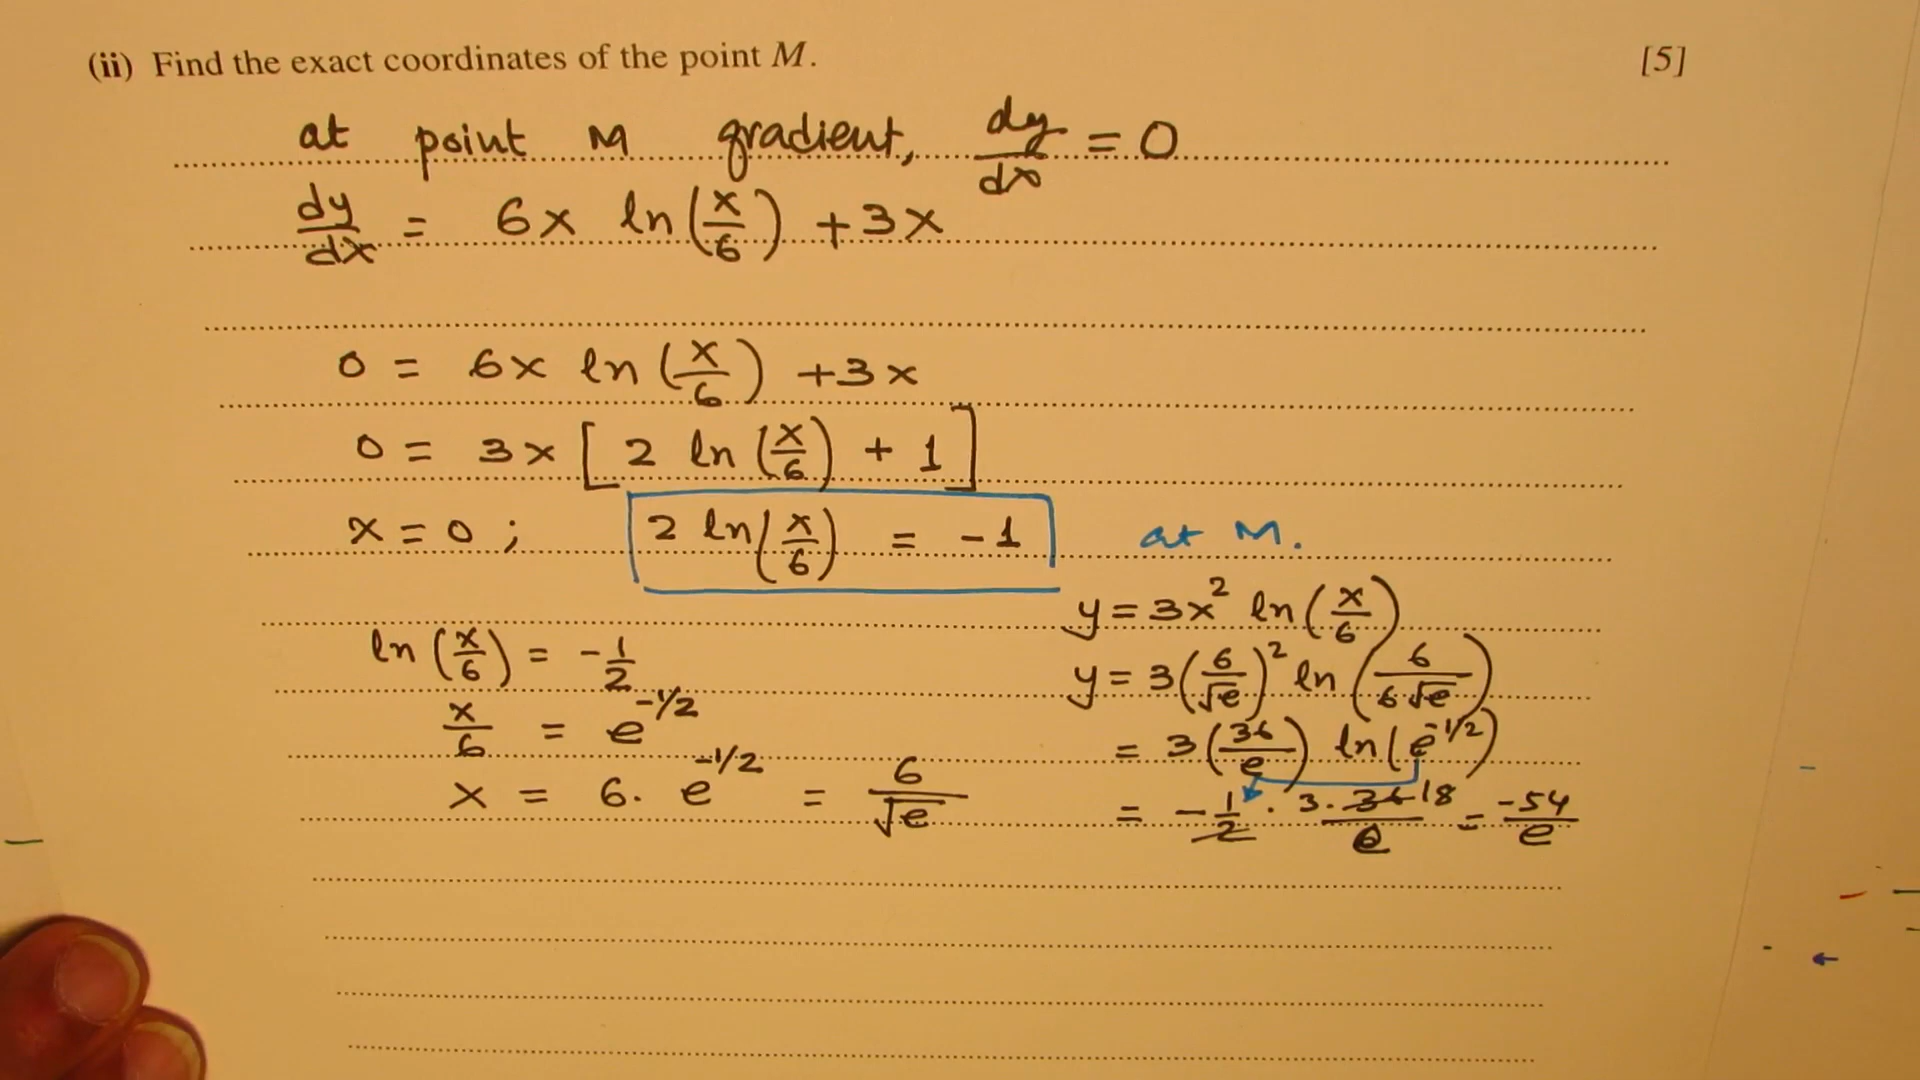 (ii) Find the exact coordinates of the point M. [5]
at point M gradient, dy/dx = 0
dy/dx = 6x ln(x/6) + 3x
0 = 6x ln(x/6) + 3x
0 = 3x [2 ln(x/6) + 1]
x = 0 ; 2 ln(x/6) = -1 at M.
ln(x/6) = -1/2
x/6 = e^(-1/2)
x = 6. e^(-1/2) = 6/√e
y = 3x² ln(x/6)
y = 3(6/√e)² ln(6/(6√e))
= 3(36/e) ln(e^(-1/2))
= -1/2 . 3. 36 18/e = -54/e